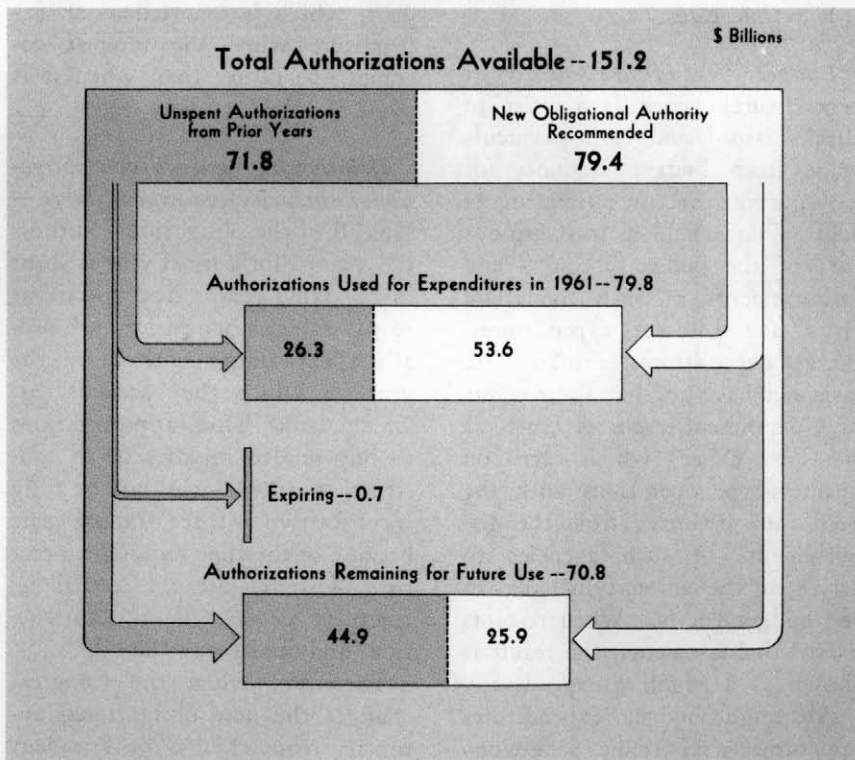 $ Billions
Total Authorizations Available -- 151.2
Unspent Authorizations
from Prior Years
71.8
New Obligational Authority
Recommended
79.4
Authorizations Used for Expenditures in 1961 -- 79.8
26.3
53.6
Expiring -- 0.7
Authorizations Remaining for Future Use -- 70.8
44.9
25.9